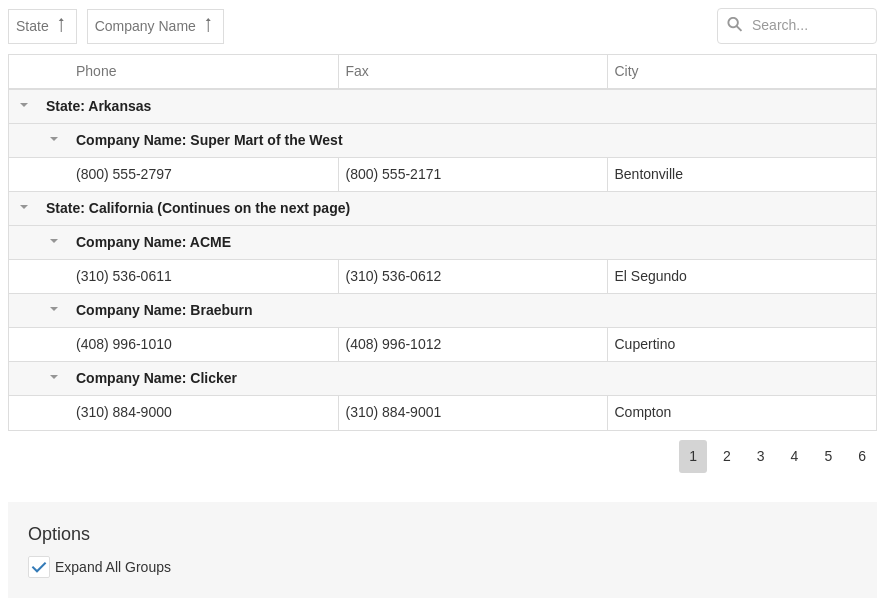 State Company Name Search...
Phone Fax City
State: Arkansas
Company Name: Super Mart of the West
(800) 555-2797 (800) 555-2171 Bentonville
State: California (Continues on the next page)
Company Name: ACME
(310) 536-0611 (310) 536-0612 El Segundo
Company Name: Braeburn
(408) 996-1010 (408) 996-1012 Cupertino
Company Name: Clicker
(310) 884-9000 (310) 884-9001 Compton
1 2 3 4 5 6
Options
Expand All Groups